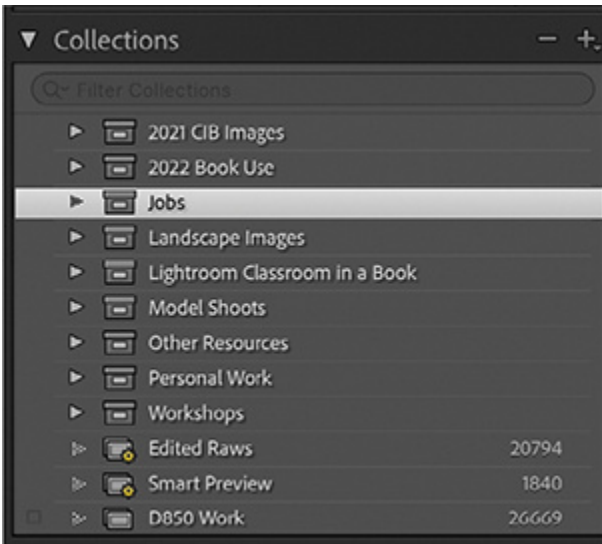 Collections
Filter Collections
2021 CIB Images
2022 Book Use
Jobs
Landscape Images
Lightroom Classroom in a Book
Model Shoots
Other Resources
Personal Work
Workshops
Edited Raws 20794
Smart Preview 1840
D850 Work 26669